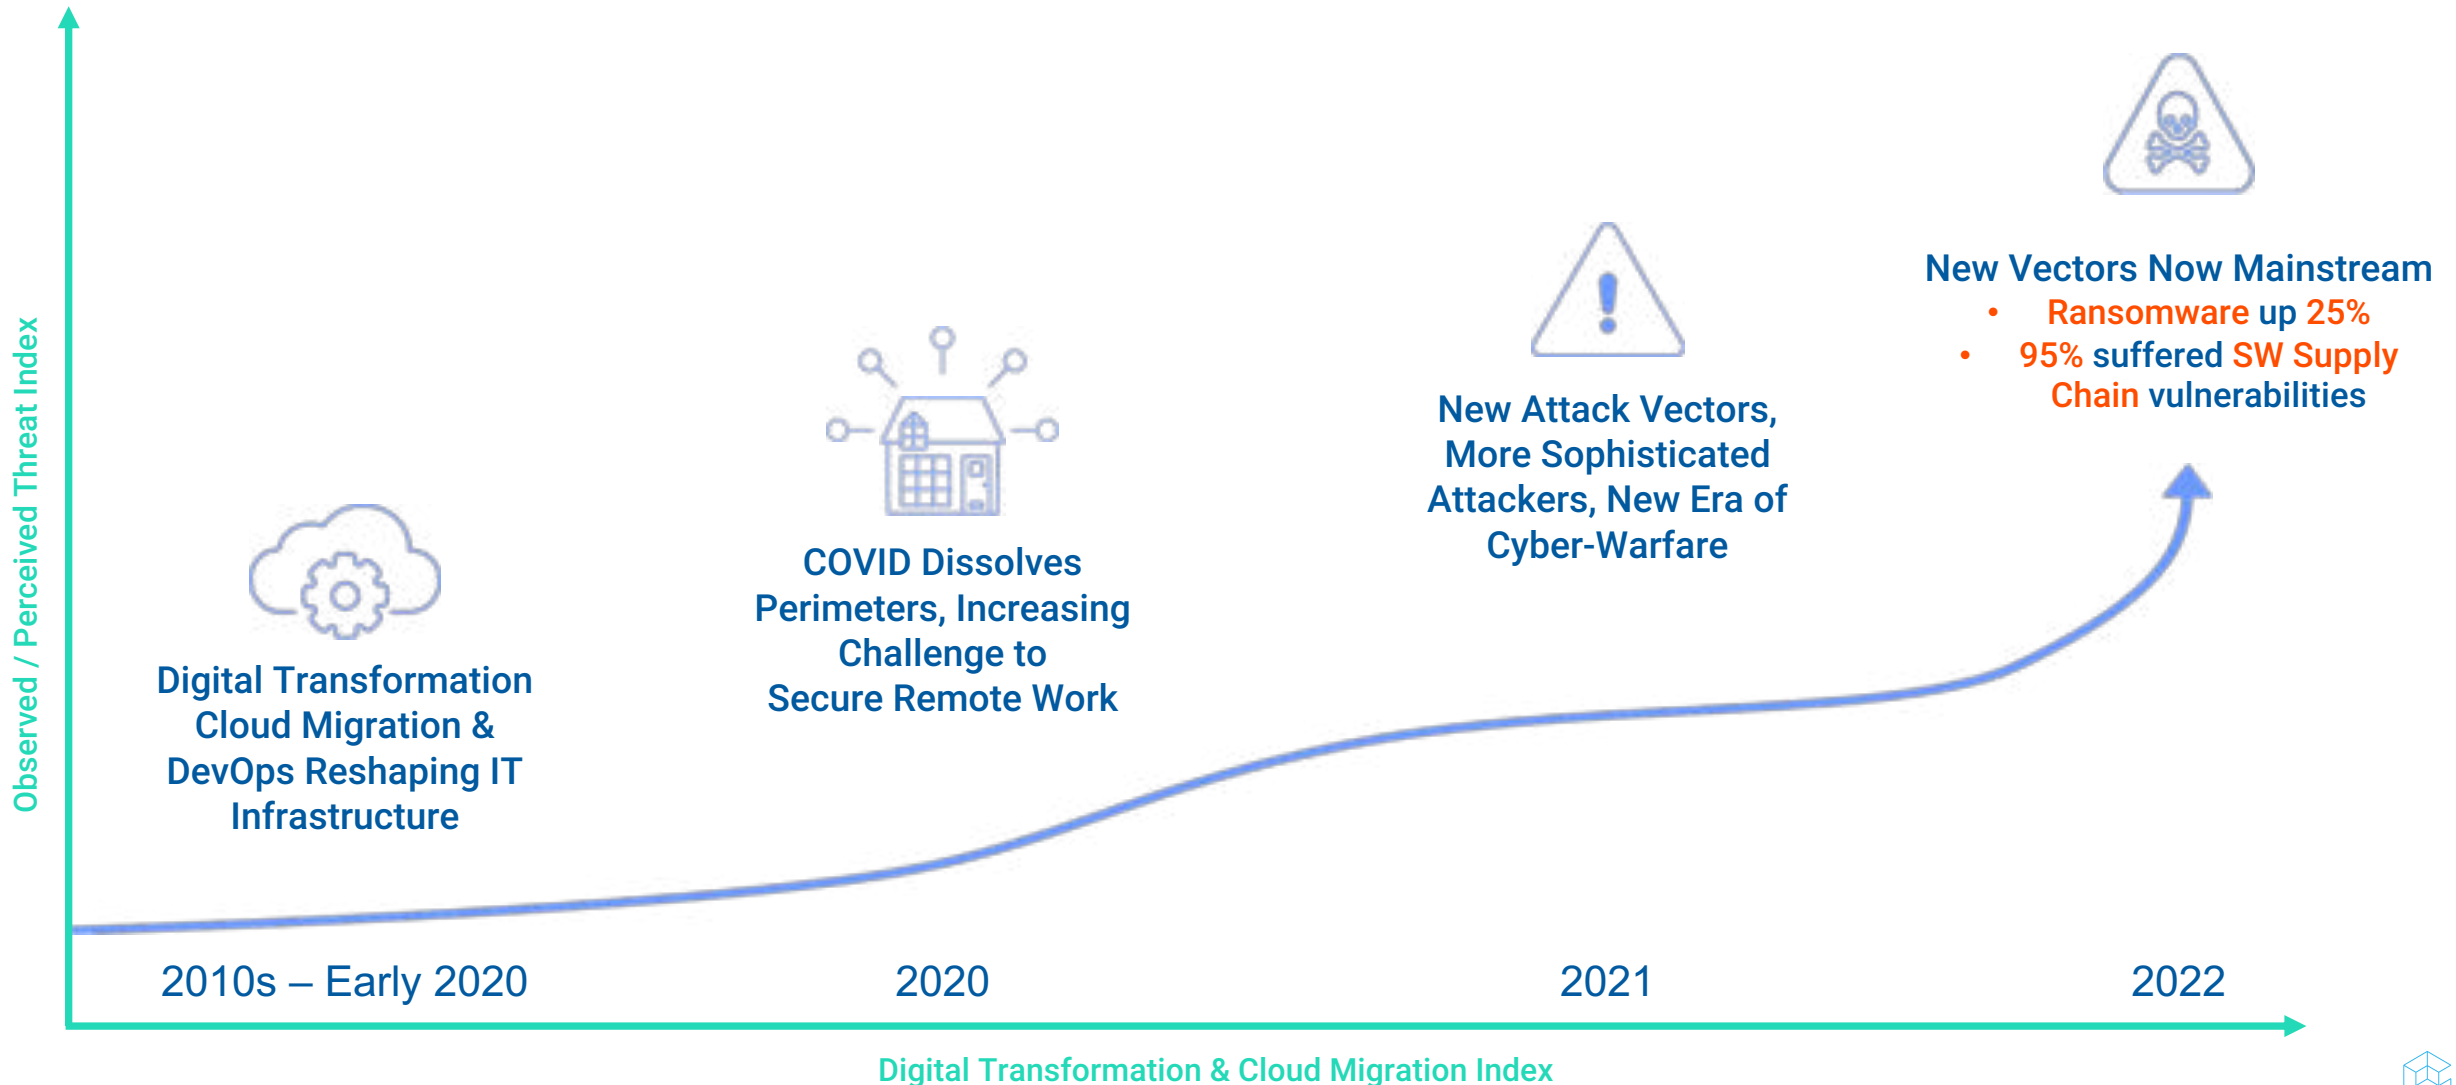 Observed / Perceived Threat Index
Digital Transformation
Cloud Migration &
DevOps Reshaping IT
Infrastructure
COVID Dissolves
Perimeters, Increasing
Challenge to
Secure Remote Work
New Attack Vectors,
More Sophisticated
Attackers, New Era of
Cyber-Warfare
New Vectors Now Mainstream
• Ransomware up 25%
• 95% suffered SW Supply
Chain vulnerabilities
2010s – Early 2020
2020
2021
2022
Digital Transformation & Cloud Migration Index